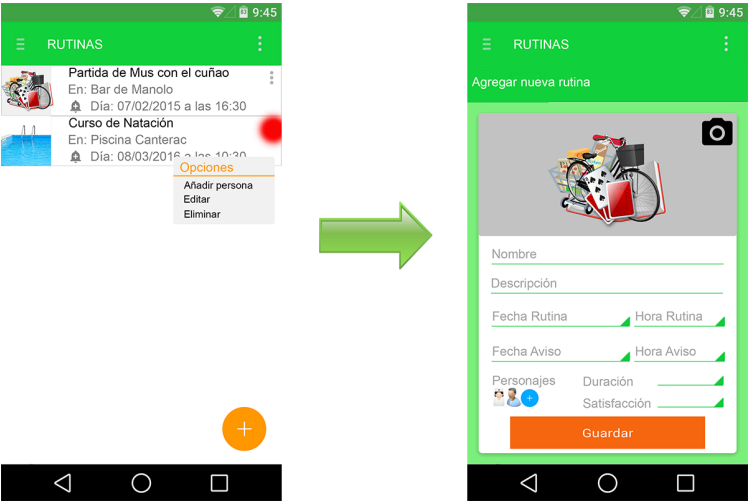 9:45
RUTINAS
Partida de Mus con el cuñao
En: Bar de Manolo
Día: 07/02/2015 a las 16:30
Curso de Natación
En: Piscina Canterac
Día: 08/03/2016 a las 10:30
Opciones
Añadir persona
Editar
Eliminar
+
9:45
RUTINAS
Agregar nueva rutina
Nombre
Descripción
Fecha Rutina Hora Rutina
Fecha Aviso Hora Aviso
Personajes Duración
+ Satisfacción
Guardar